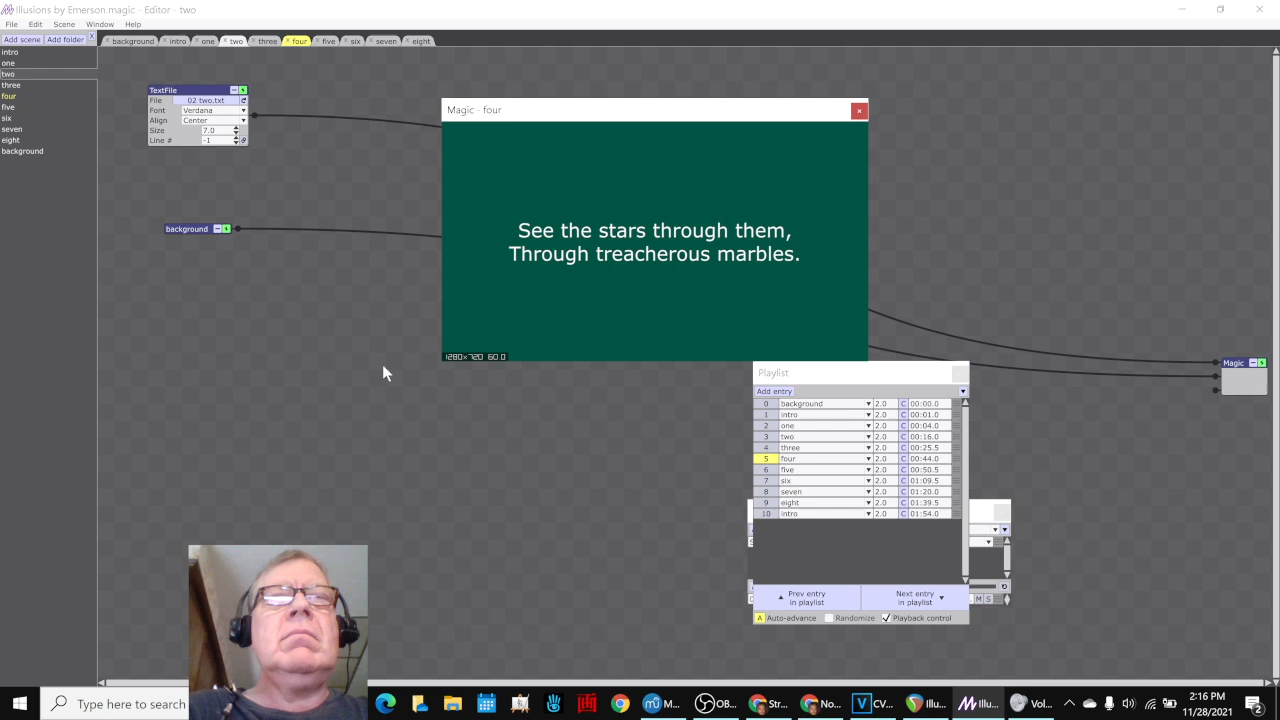 Illusions by Emerson.magic - Editor - two
File Edit Scene Window Help
Add scene Add folder X
× background × intro × one × two × three × four × five × six × seven × eight
intro
one
two
three
four
five
six
seven
eight
background
TextFile
File 02 two.txt
Font Verdana
Align Center
Size 7.0
Line # -1
background
Magic - four
See the stars through them,
Through treacherous marbles.
1280×720 60.0
Magic
Playlist
Add entry
0 background 2.0 C 00:00.0
1 intro 2.0 C 00:01.0
2 one 2.0 C 00:04.0
3 two 2.0 C 00:16.0
4 three 2.0 C 00:25.5
5 four 2.0 C 00:44.0
6 five 2.0 C 00:50.5
7 six 2.0 C 01:09.5
8 seven 2.0 C 01:20.0
9 eight 2.0 C 01:39.5
10 intro 2.0 C 01:54.0
M S
Prev entry in playlist
Next entry in playlist
A Auto-advance Randomize Playback control
Type here to search
M...
OB...
Str...
No...
CV...
Illu...
Illu...
Vol...
2:16 PM
11/28/2021
2